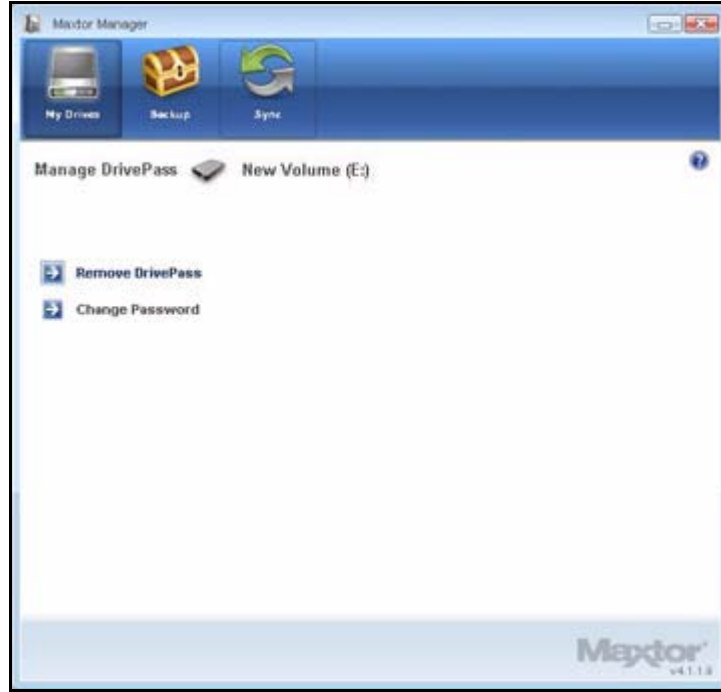 Maxtor Manager
My Drives Backup Sync
Manage DrivePass New Volume (E:)
?
Remove DrivePass
Change Password
Maxtor